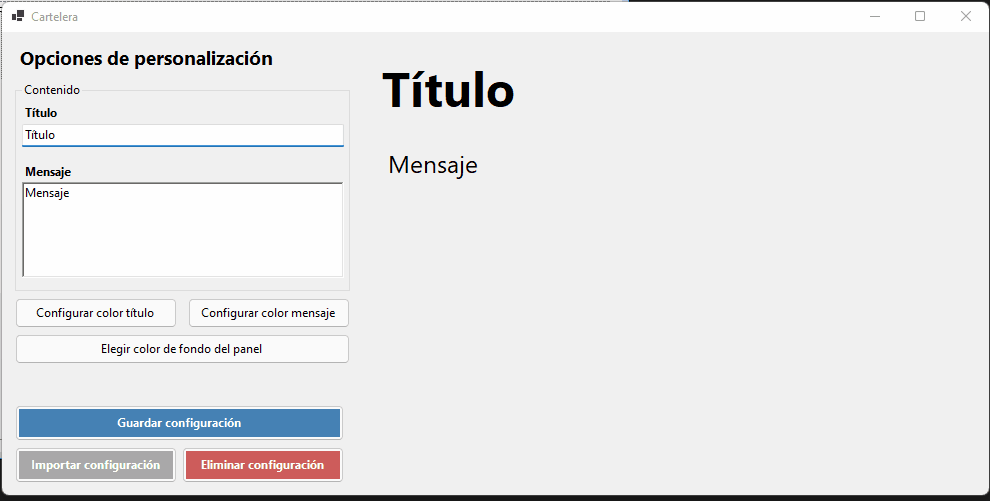 Cartelera
Opciones de personalización
Contenido
Título
Título
Mensaje
Mensaje
Configurar color título
Configurar color mensaje
Elegir color de fondo del panel
Guardar configuración
Importar configuración
Eliminar configuración
Título
Mensaje